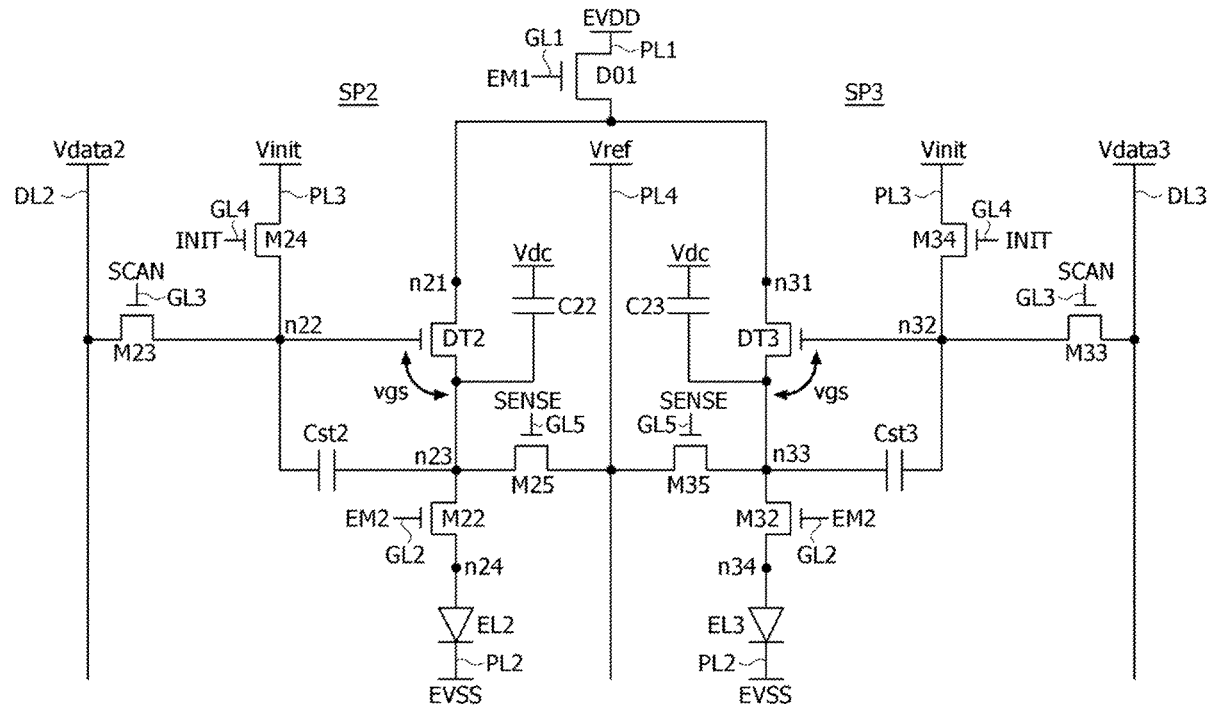 EVDD
GL1
PL1
EM1
D01
SP2
SP3
Vdata2
Vinit
Vref
Vinit
Vdata3
DL2
PL3
PL4
PL3
DL3
GL4
GL4
INIT
M24
M34
INIT
SCAN
Vdc
Vdc
SCAN
GL3
n21
C22
C23
n31
GL3
n22
n32
M23
DT2
DT3
M33
vgs
vgs
SENSE
SENSE
GL5
GL5
Cst2
Cst3
n23
n33
M25
M35
EM2
M22
M32
EM2
GL2
GL2
n24
n34
EL2
EL3
PL2
PL2
EVSS
EVSS